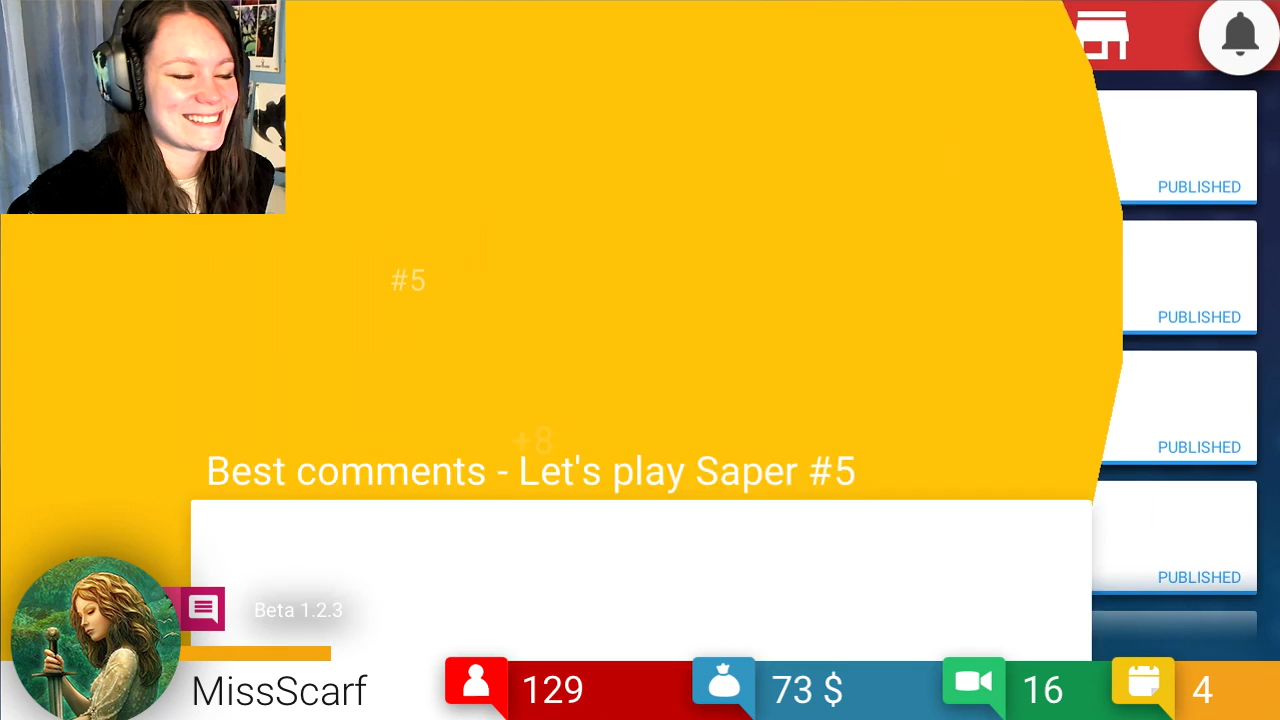 PUBLISHED
PUBLISHED
#5
PUBLISHED
+8
Best comments - Let's play Saper #5
PUBLISHED
Beta 1.2.3
MissScarf
129
73 $
16
4